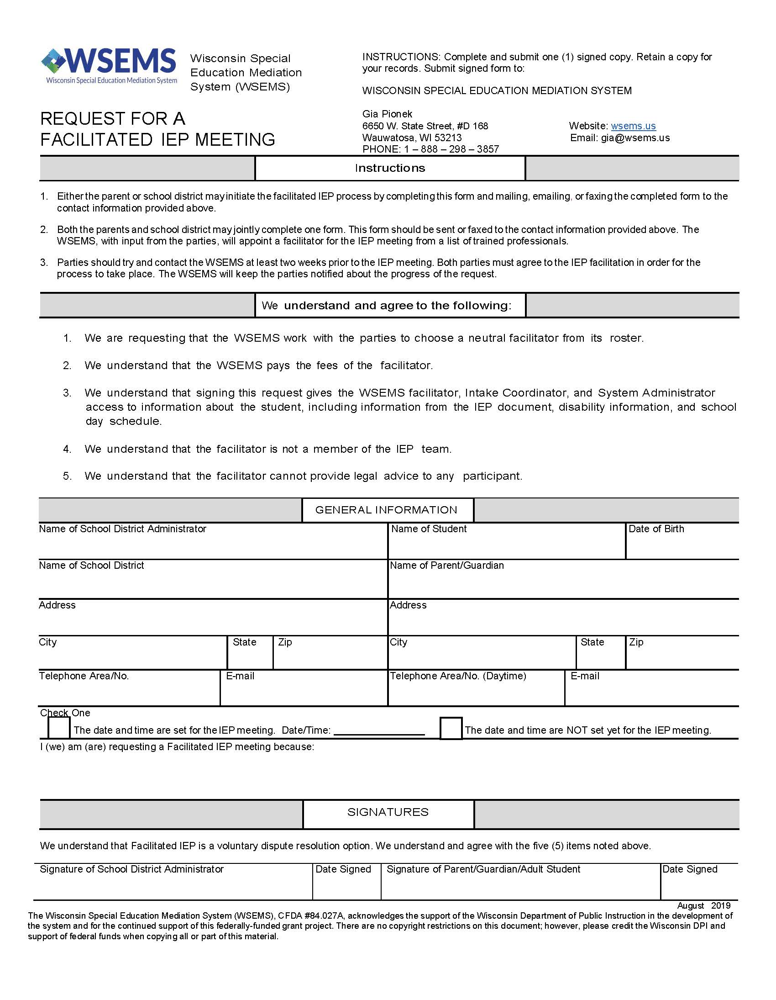 WSEMS
Wisconsin Special Education Mediation System
Wisconsin Special
Education Mediation
System (WSEMS)
REQUEST FOR A
FACILITATED IEP MEETING
INSTRUCTIONS: Complete and submit one (1) signed copy. Retain a copy for
your records. Submit signed form to:
WISCONSIN SPECIAL EDUCATION MEDIATION SYSTEM
Gia Pionek
6650 W. State Street, #D 168 Website: wsems.us
Wauwatosa, WI 53213 Email: gia@wsems.us
PHONE: 1 – 888 – 298 – 3857
Instructions
1. Either the parent or school district may initiate the facilitated IEP process by completing this form and mailing, emailing, or faxing the completed form to the
contact information provided above.
2. Both the parents and school district may jointly complete one form. This form should be sent or faxed to the contact information provided above. The
WSEMS, with input from the parties, will appoint a facilitator for the IEP meeting from a list of trained professionals.
3. Parties should try and contact the WSEMS at least two weeks prior to the IEP meeting. Both parties must agree to the IEP facilitation in order for the
process to take place. The WSEMS will keep the parties notified about the progress of the request.
We understand and agree to the following:
1. We are requesting that the WSEMS work with the parties to choose a neutral facilitator from its roster.
2. We understand that the WSEMS pays the fees of the facilitator.
3. We understand that signing this request gives the WSEMS facilitator, Intake Coordinator, and System Administrator
access to information about the student, including information from the IEP document, disability information, and school
day schedule.
4. We understand that the facilitator is not a member of the IEP team.
5. We understand that the facilitator cannot provide legal advice to any participant.
GENERAL INFORMATION
Name of School District Administrator Name of Student Date of Birth
Name of School District Name of Parent/Guardian
Address Address
City State Zip City State Zip
Telephone Area/No. E-mail Telephone Area/No. (Daytime) E-mail
Check One
The date and time are set for the IEP meeting. Date/Time: The date and time are NOT set yet for the IEP meeting.
I (we) am (are) requesting a Facilitated IEP meeting because:
SIGNATURES
We understand that Facilitated IEP is a voluntary dispute resolution option. We understand and agree with the five (5) items noted above.
Signature of School District Administrator Date Signed Signature of Parent/Guardian/Adult Student Date Signed
August 2019
The Wisconsin Special Education Mediation System (WSEMS), CFDA #84.027A, acknowledges the support of the Wisconsin Department of Public Instruction in the development of
the system and for the continued support of this federally-funded grant project. There are no copyright restrictions on this document; however, please credit the Wisconsin DPI and
support of federal funds when copying all or part of this material.